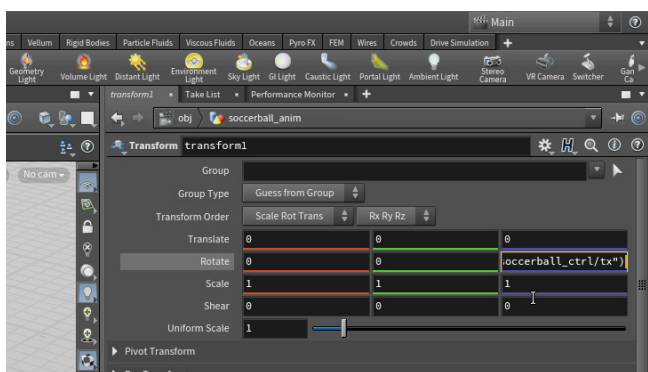 Main
ns Vellum Rigid Bodies Particle Fluids Viscous Fluids Oceans Pyro FX FEM Wires Crowds Drive Simulation +
Geometry Light Volume Light Distant Light Environment Light Sky Light GI Light Caustic Light Portal Light Ambient Light Stereo Camera VR Camera Switcher Gan Ca
transform1 × Take List × Performance Monitor × +
obj soccerball_anim
Transform transform1
No cam
Group
Group Type Guess from Group
Transform Order Scale Rot Trans Rx Ry Rz
Translate 0 0 0
Rotate 0 0 .occerball_ctrl/tx")
Scale 1 1 1
Shear 0 0 0
Uniform Scale 1
Pivot Transform